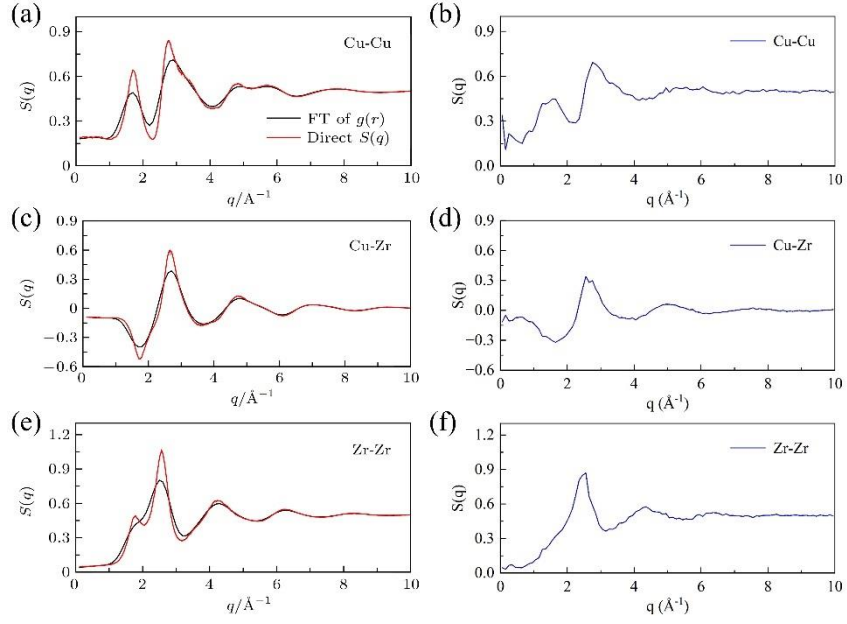 (a)
Cu-Cu
FT of g(r)
Direct S(q)
S(q)
0.9
0.6
0.3
0
0 2 4 6 8 10
q/A⁻¹
(b)
Cu-Cu
S(q)
0.9
0.6
0.3
0.0
0 2 4 6 8 10
q (Å⁻¹)
(c)
Cu-Zr
S(q)
0.9
0.6
0.3
0
−0.3
−0.6
0 2 4 6 8 10
q/Å⁻¹
(d)
Cu-Zr
S(q)
0.9
0.6
0.3
0.0
−0.3
−0.6
0 2 4 6 8 10
q (Å⁻¹)
(e)
Zr-Zr
S(q)
1.2
0.9
0.6
0.3
0
0 2 4 6 8 10
q/Å⁻¹
(f)
Zr-Zr
S(q)
1.2
0.9
0.6
0.3
0.0
0 2 4 6 8 10
q (Å⁻¹)